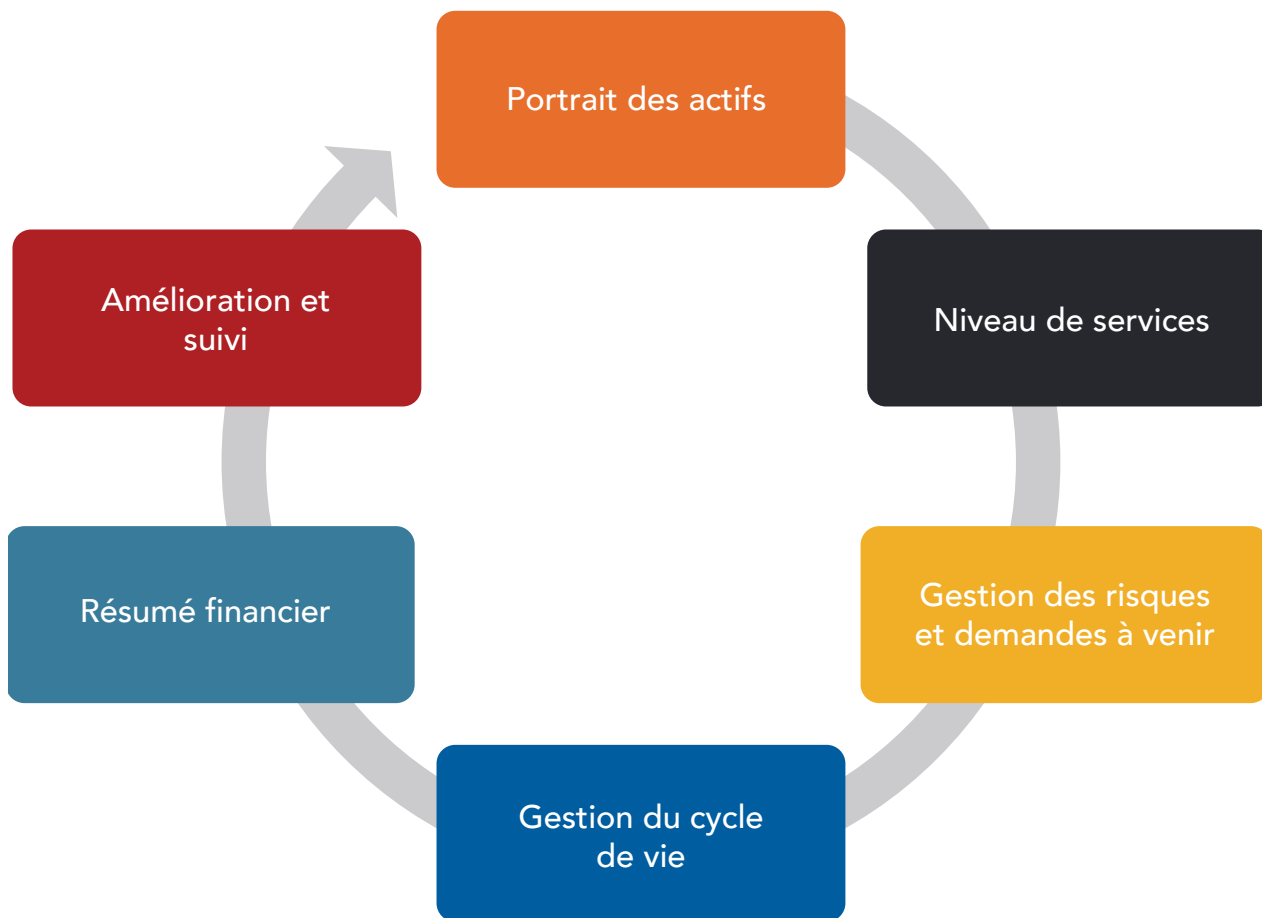 Portrait des actifs
Niveau de services
Gestion des risques
et demandes à venir
Gestion du cycle
de vie
Résumé financier
Amélioration et
suivi